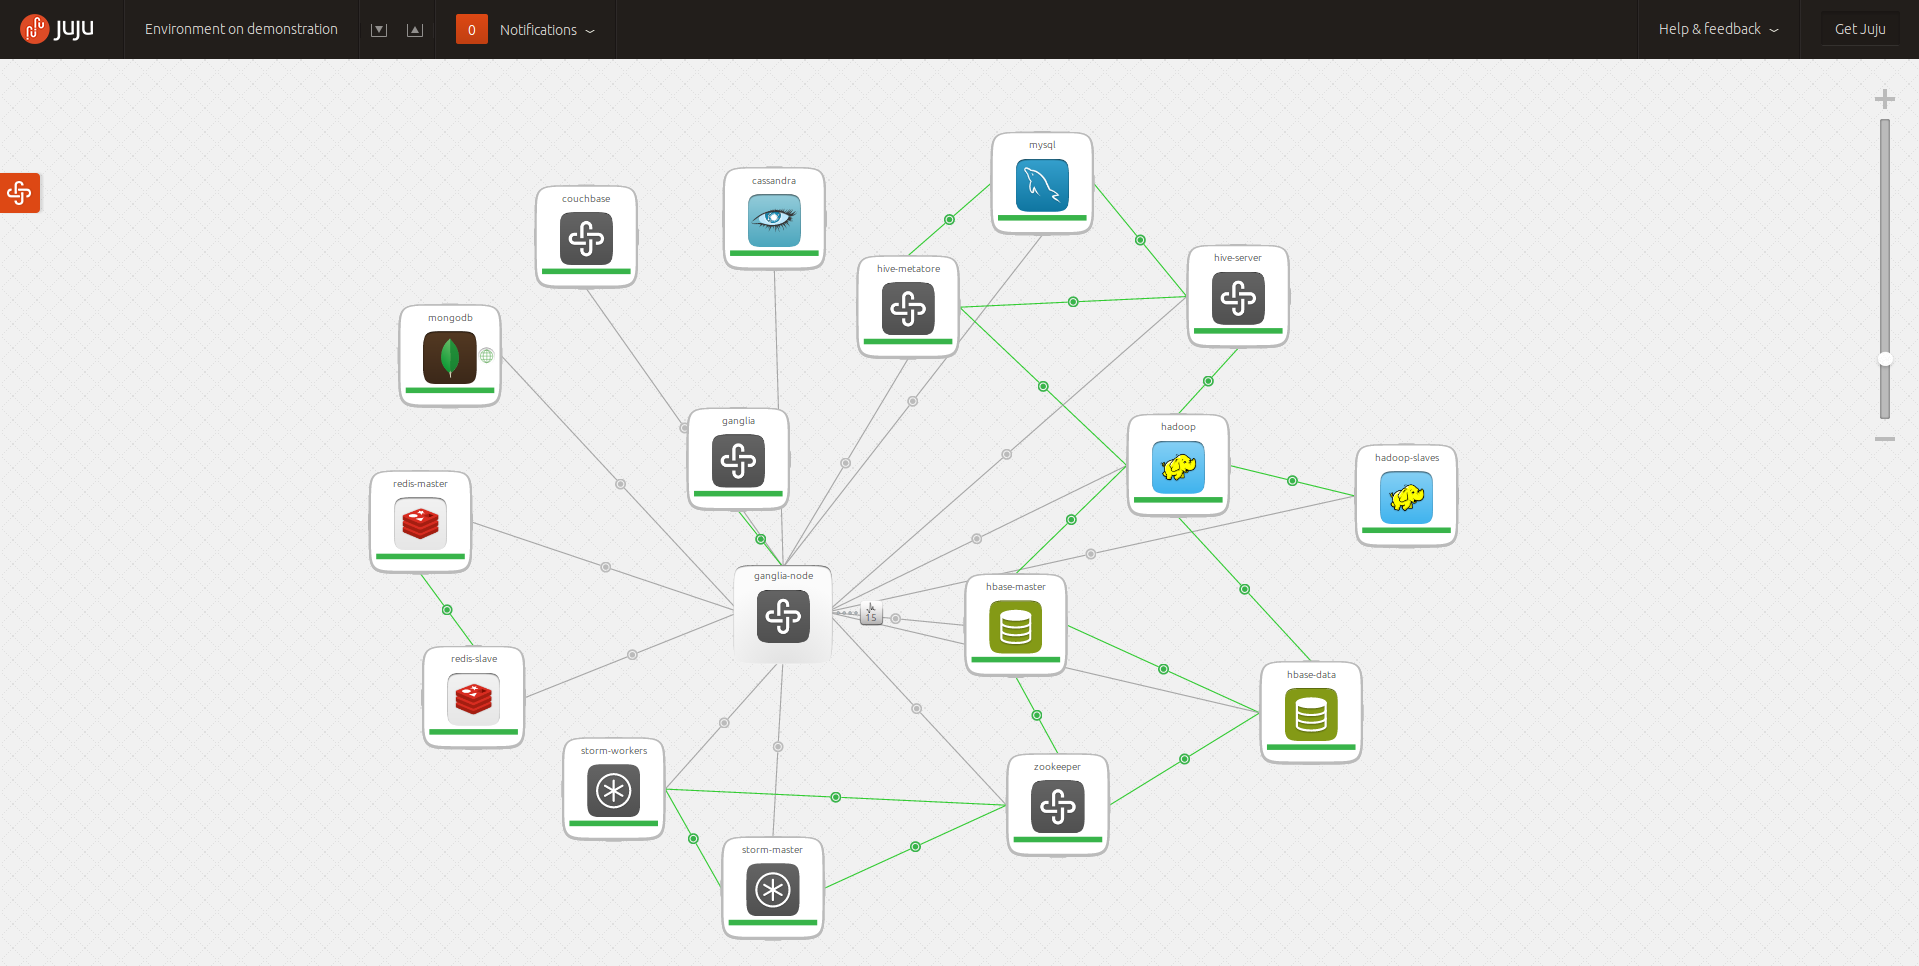 juju
Environment on demonstration
0
Notifications
Help & feedback
Get Juju
mysql
cassandra
couchbase
hive-server
hive-metatore
mongodb
ganglia
hadoop
hadoop-slaves
redis-master
ganglia-node
15
hbase-master
redis-slave
hbase-data
storm-workers
zookeeper
storm-master